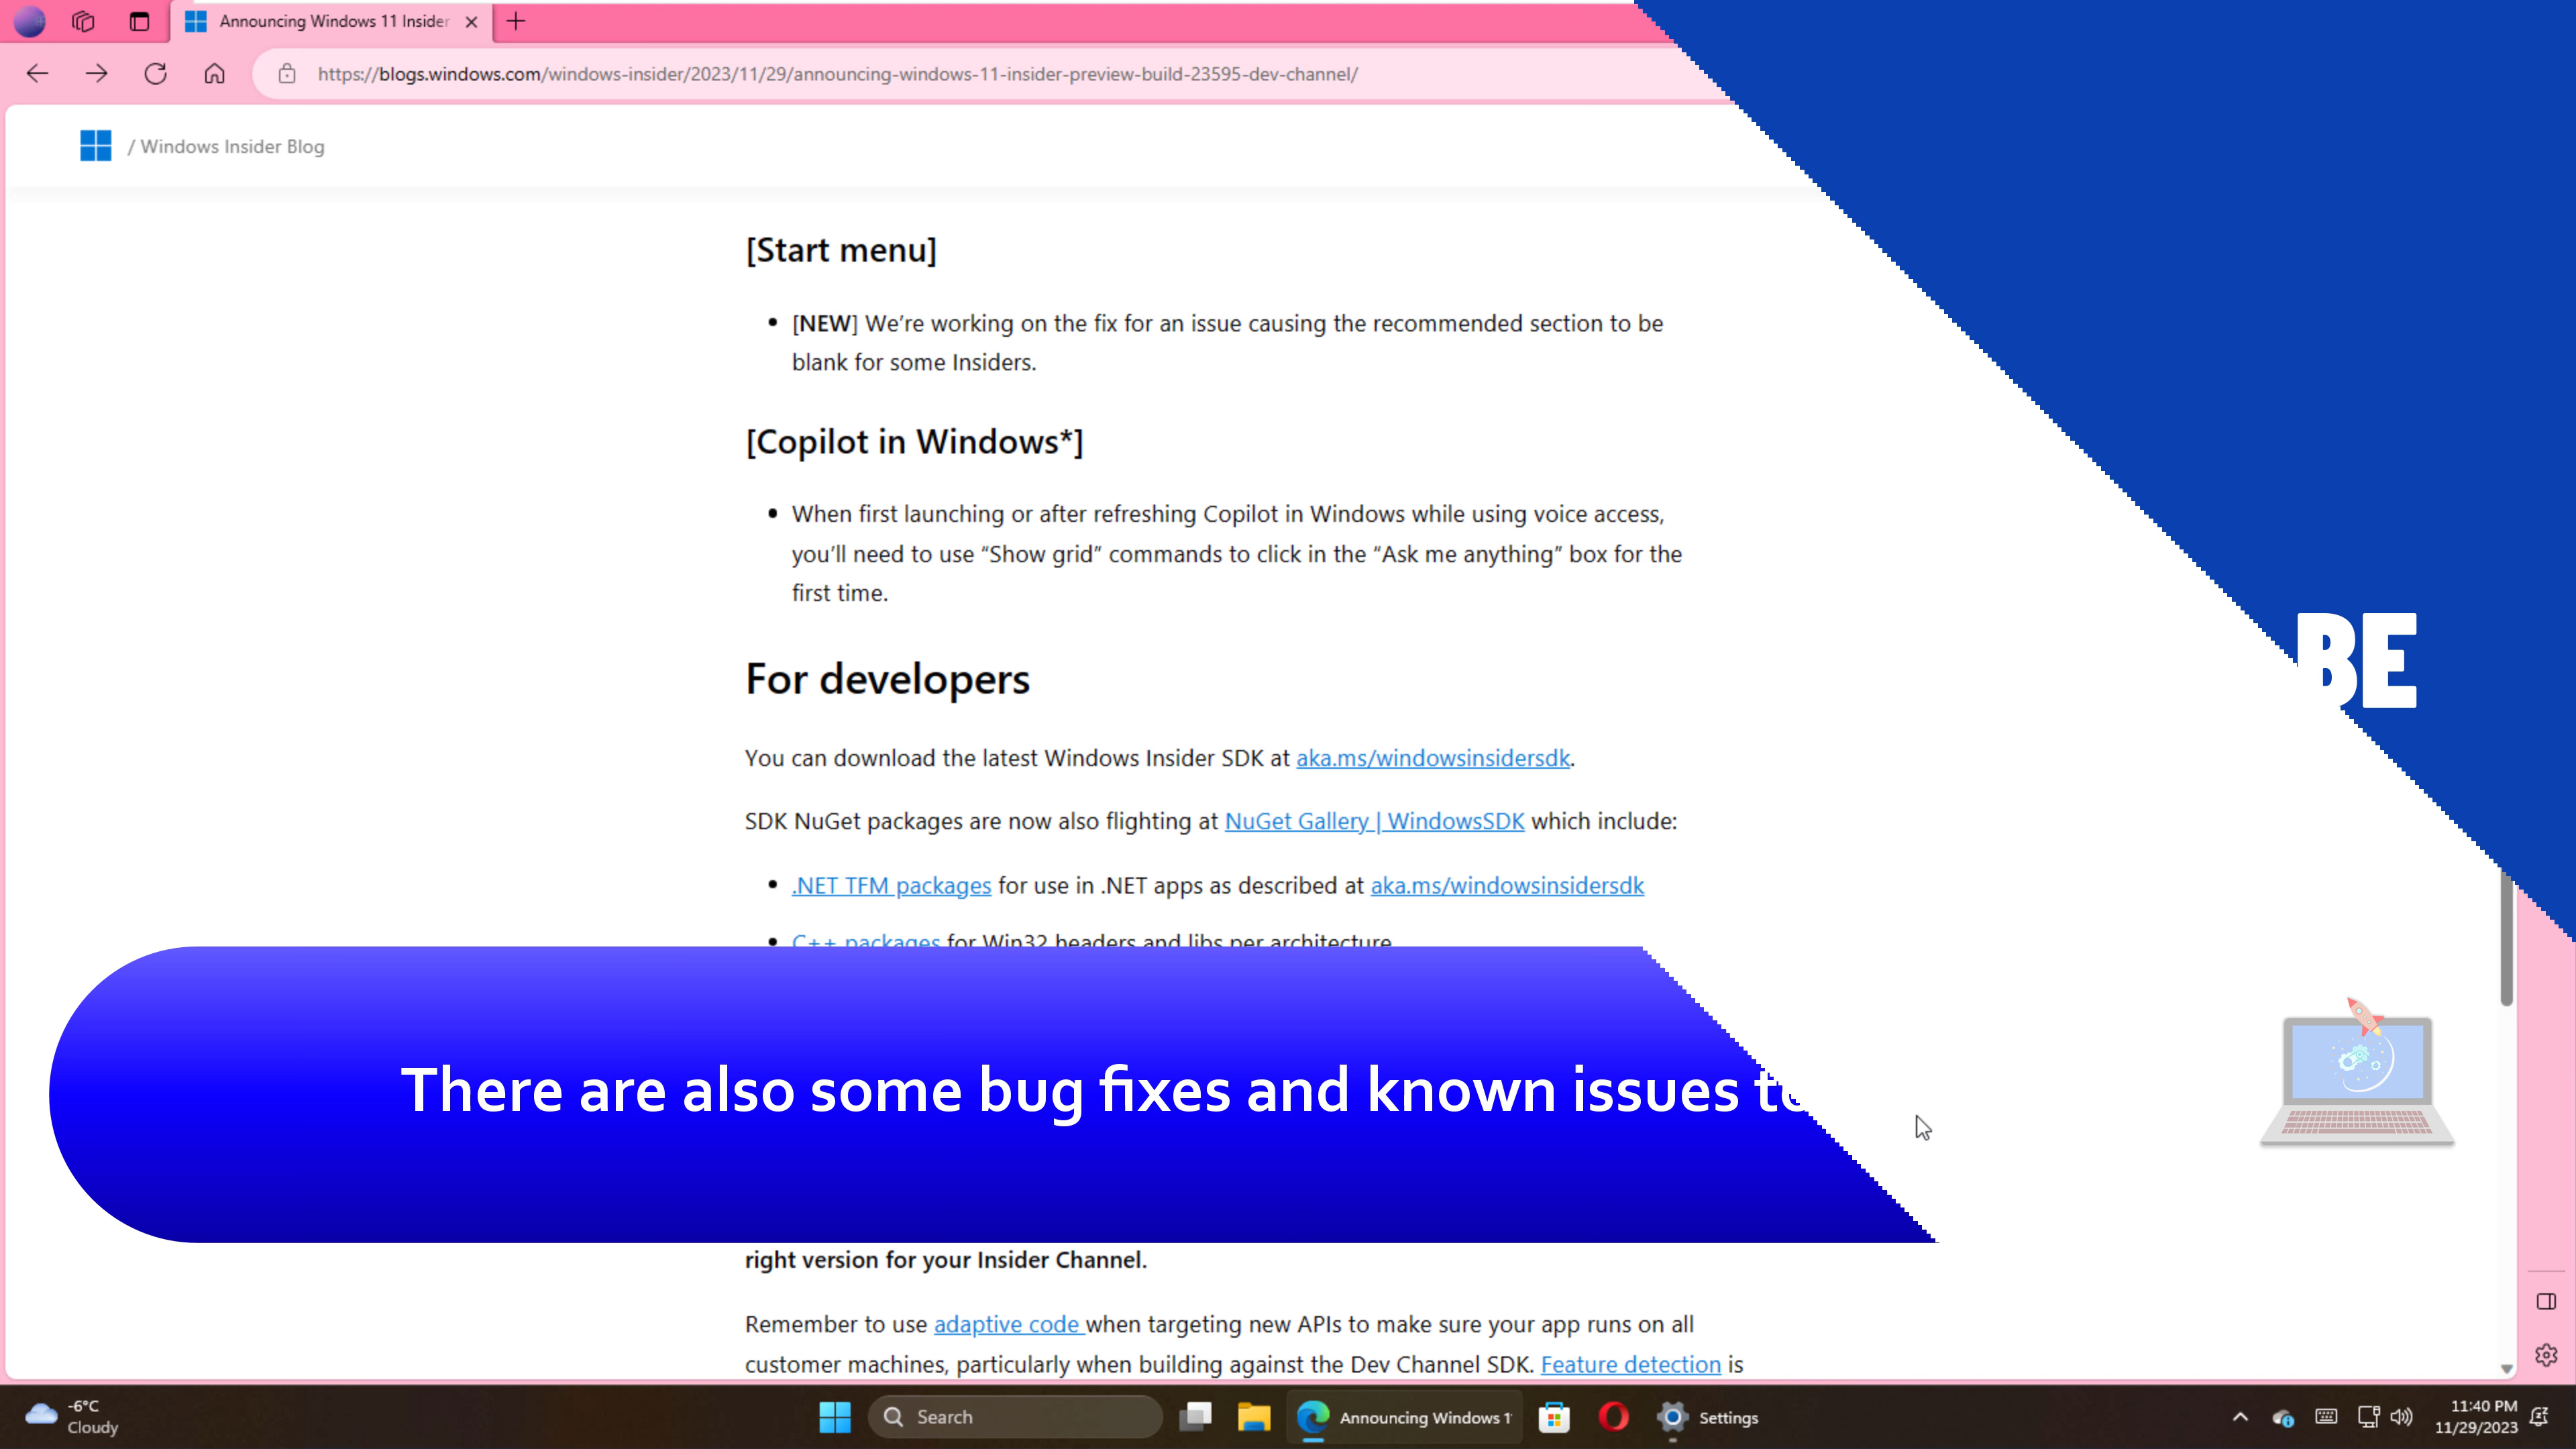 Announcing Windows 11 Insider
https://blogs.windows.com/windows-insider/2023/11/29/announcing-windows-11-insider-preview-build-23595-dev-channel/
/ Windows Insider Blog
[Start menu]
• [NEW] We’re working on the fix for an issue causing the recommended section to be
blank for some Insiders.
[Copilot in Windows*]
• When first launching or after refreshing Copilot in Windows while using voice access,
you’ll need to use “Show grid” commands to click in the “Ask me anything” box for the
first time.
BE
For developers
You can download the latest Windows Insider SDK at aka.ms/windowsinsidersdk.
SDK NuGet packages are now also flighting at NuGet Gallery | WindowsSDK which include:
• .NET TFM packages for use in .NET apps as described at aka.ms/windowsinsidersdk
• C++ packages for Win32 headers and libs per architecture
There are also some bug fixes and known issues to
right version for your Insider Channel.
Remember to use adaptive code when targeting new APIs to make sure your app runs on all
customer machines, particularly when building against the Dev Channel SDK. Feature detection is
-6°C
Cloudy
Search
Announcing Windows 1
Settings
11:40 PM
11/29/2023